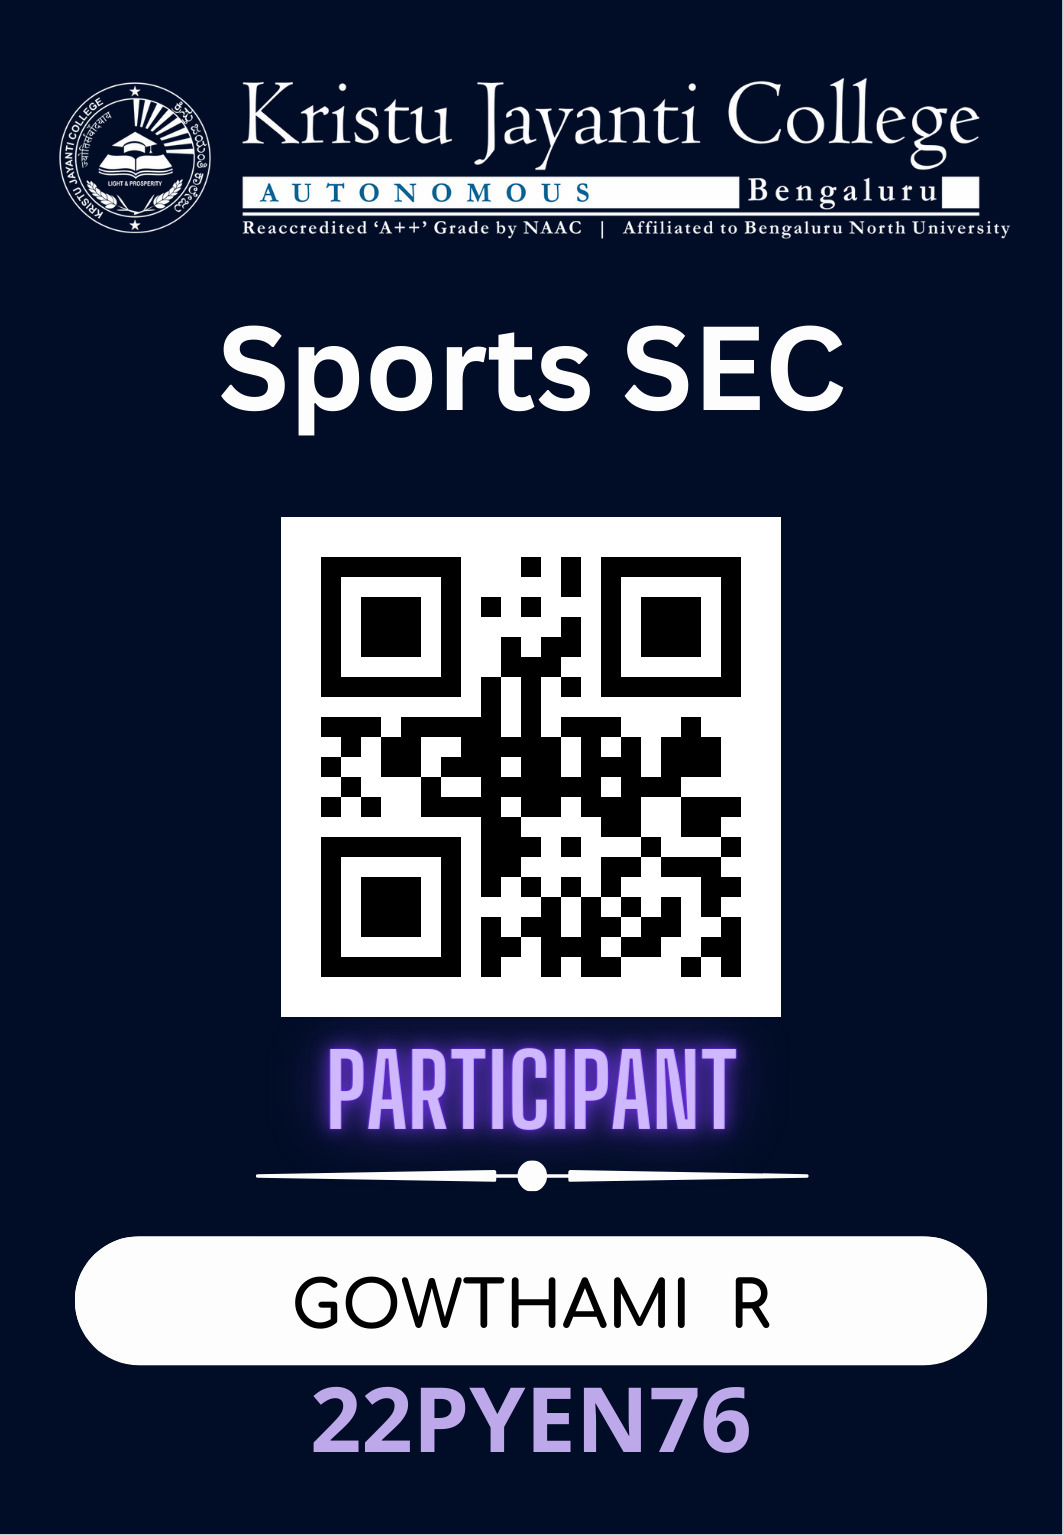 Kristu Jayanti College
AUTONOMOUS Bengaluru
Reaccredited ‘A++’ Grade by NAAC | Affiliated to Bengaluru North University
KRISTU JAYANTI COLLEGE
LIGHT & PROSPERITY
Sports SEC
PARTICIPANT
GOWTHAMI R
22PYEN76